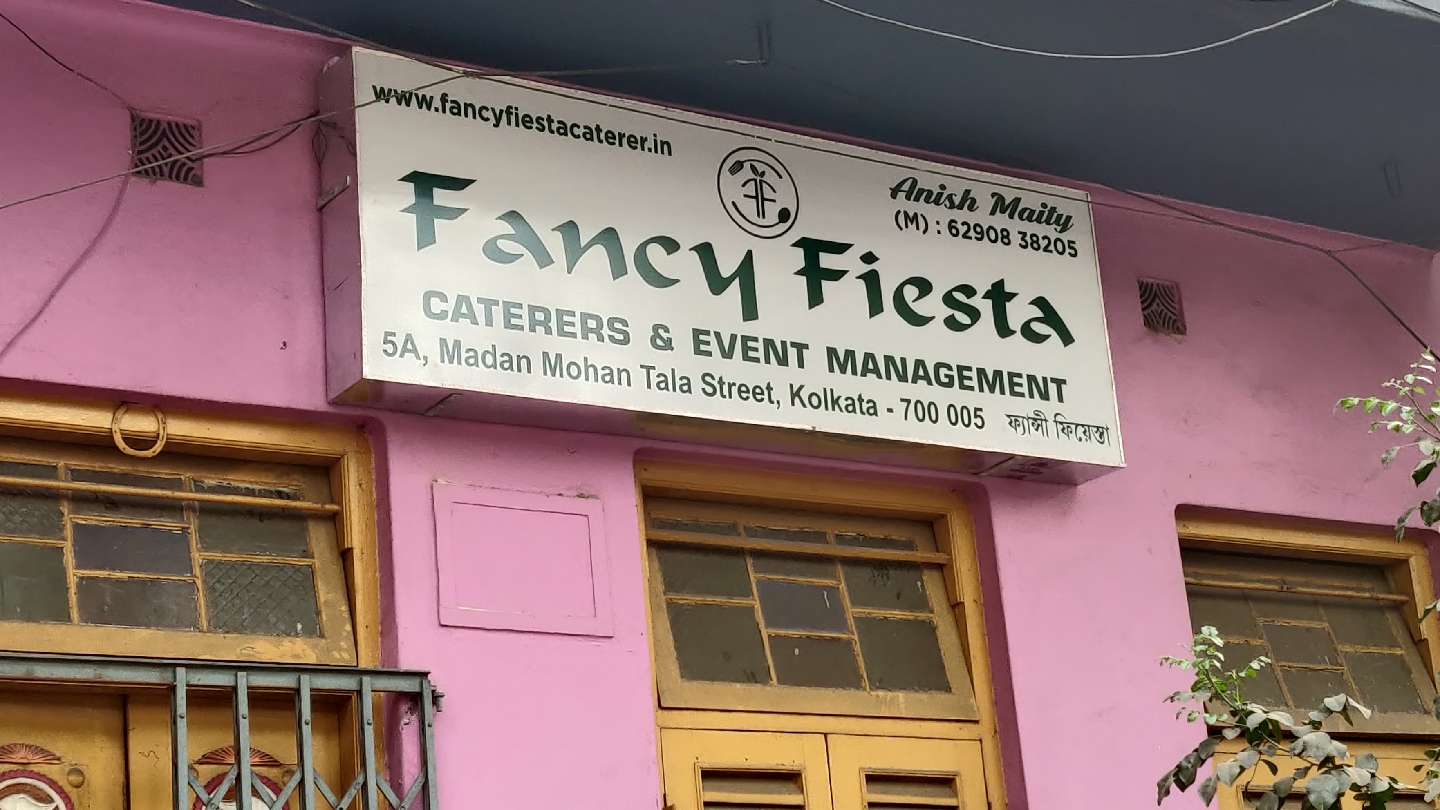 www.fancyfiestacaterer.in
Anish Maity
(M) : 62908 38205
Fancy Fiesta
CATERERS & EVENT MANAGEMENT
5A, Madan Mohan Tala Street, Kolkata - 700 005 ফ্যান্সী ফিয়েস্তা